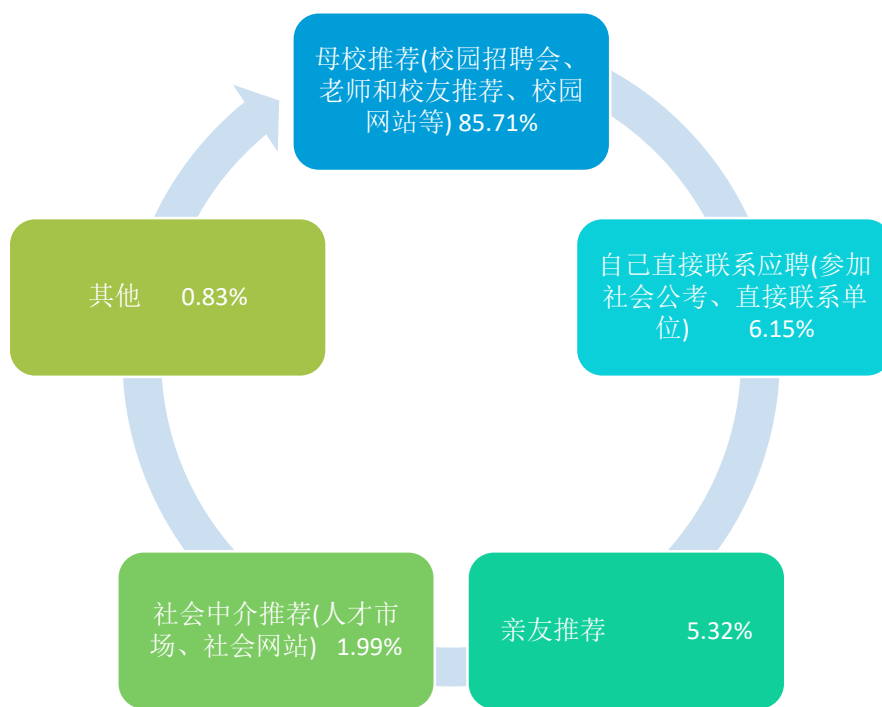 母校推荐(校园招聘会、
老师和校友推荐、校园
网站等) 85.71%
自己直接联系应聘(参加
社会公考、直接联系单
位) 6.15%
亲友推荐 5.32%
社会中介推荐(人才市
场、社会网站) 1.99%
其他 0.83%